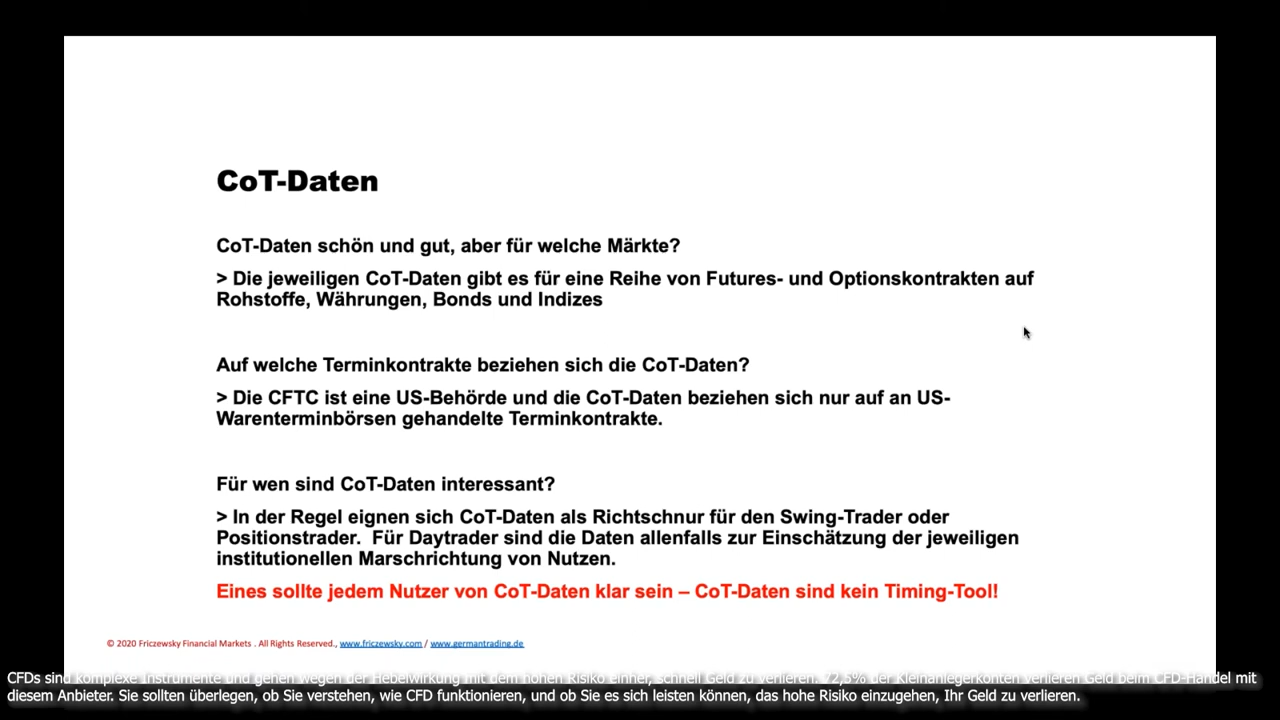 CoT-Daten
CoT-Daten schön und gut, aber für welche Märkte?
> Die jeweiligen CoT-Daten gibt es für eine Reihe von Futures- und Optionskontrakten auf
Rohstoffe, Währungen, Bonds und Indizes
Auf welche Terminkontrakte beziehen sich die CoT-Daten?
> Die CFTC ist eine US-Behörde und die CoT-Daten beziehen sich nur auf an US-
Warenterminbörsen gehandelte Terminkontrakte.
Für wen sind CoT-Daten interessant?
> In der Regel eignen sich CoT-Daten als Richtschnur für den Swing-Trader oder
Positionstrader.  Für Daytrader sind die Daten allenfalls zur Einschätzung der jeweiligen
institutionellen Marschrichtung von Nutzen.
Eines sollte jedem Nutzer von CoT-Daten klar sein – CoT-Daten sind kein Timing-Tool!
© 2020 Friczewsky Financial Markets . All Rights Reserved., www.friczewsky.com / www.germantrading.de
CFDs sind komplexe Instrumente und gehen wegen der Hebelwirkung mit dem hohen Risiko einher, schnell Geld zu verlieren. 72,5% der Kleinanlegerkonten verlieren Geld beim CFD-Handel mit
diesem Anbieter. Sie sollten überlegen, ob Sie verstehen, wie CFD funktionieren, und ob Sie es sich leisten können, das hohe Risiko einzugehen, Ihr Geld zu verlieren.